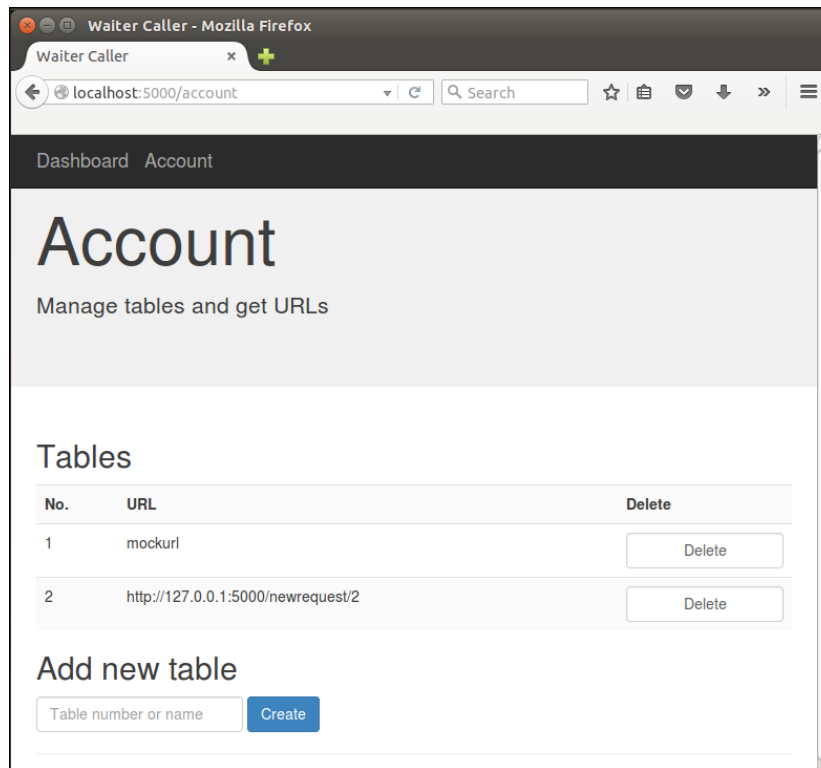 Waiter Caller - Mozilla Firefox
Waiter Caller
localhost:5000/account
Search
Dashboard Account
Account
Manage tables and get URLs
Tables
No. URL Delete
1 mockurl Delete
2 http://127.0.0.1:5000/newrequest/2 Delete
Add new table
Table number or name Create